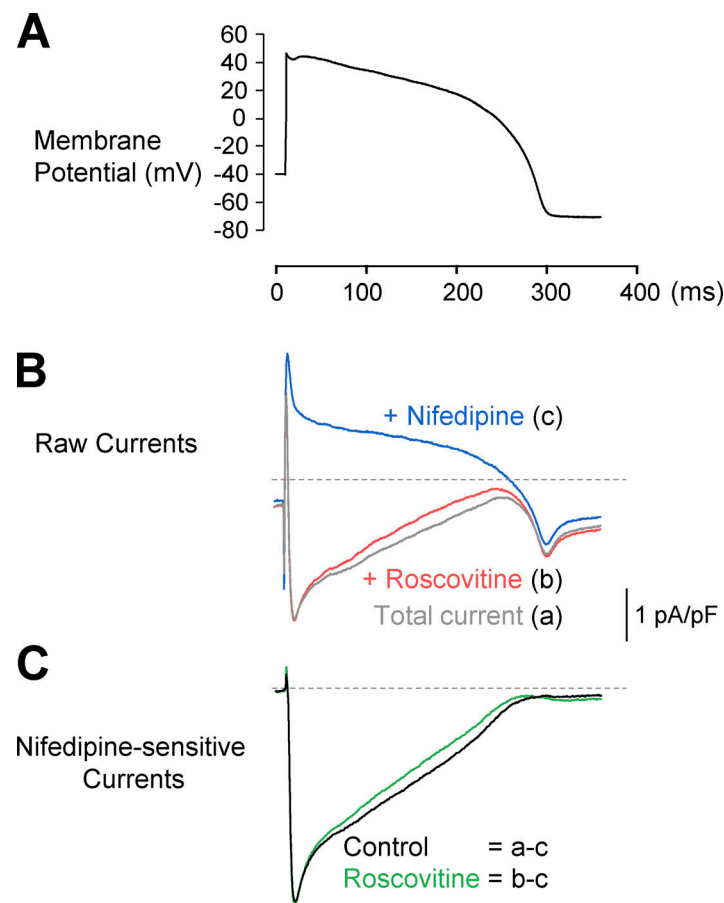 A
60
40
20
0
-20
-40
-60
-80
Membrane
Potential (mV)
0 100 200 300 400 (ms)
B
Raw Currents
+ Nifedipine (c)
+ Roscovitine (b)
Total current (a)
1 pA/pF
C
Nifedipine-sensitive
Currents
Control = a-c
Roscovitine = b-c